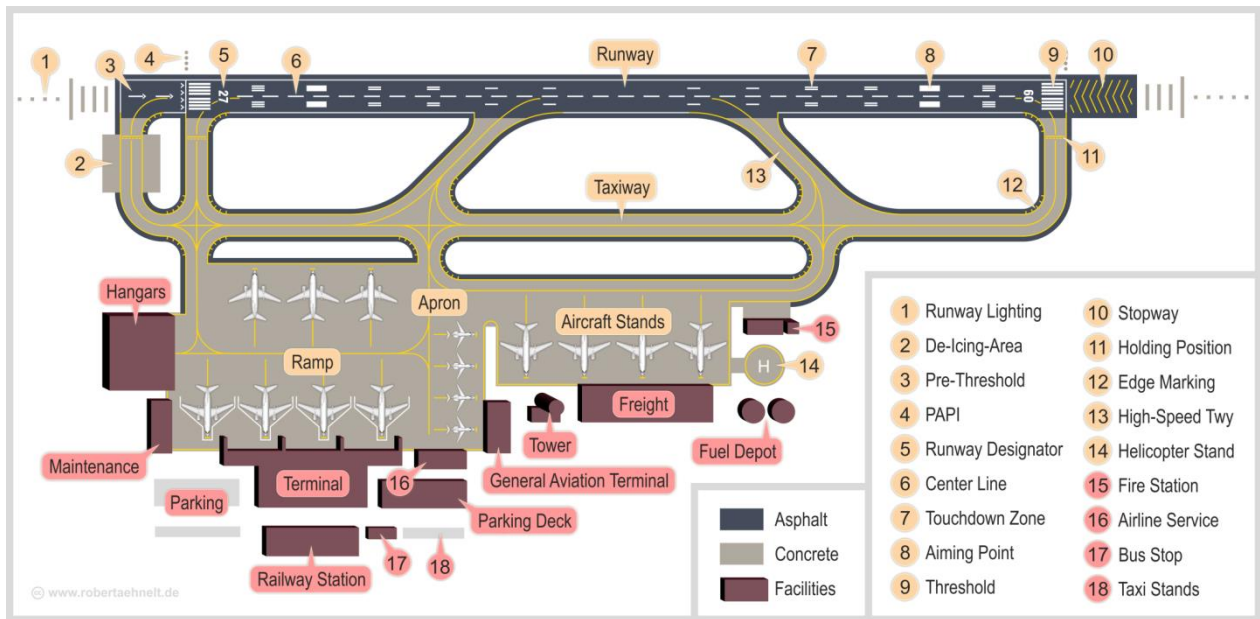 Runway
1
2
3
4
5
6
7
8
9
10
11
12
13
27
09
Taxiway
Hangars
Apron
Aircraft Stands
Ramp
15
14
H
Maintenance
Freight
Tower
Fuel Depot
Terminal
16
General Aviation Terminal
Parking
Parking Deck
Railway Station
17
18
Asphalt
Concrete
Facilities
1 Runway Lighting
2 De-Icing-Area
3 Pre-Threshold
4 PAPI
5 Runway Designator
6 Center Line
7 Touchdown Zone
8 Aiming Point
9 Threshold
10 Stopway
11 Holding Position
12 Edge Marking
13 High-Speed Twy
14 Helicopter Stand
15 Fire Station
16 Airline Service
17 Bus Stop
18 Taxi Stands
cc www.robertaehnelt.de